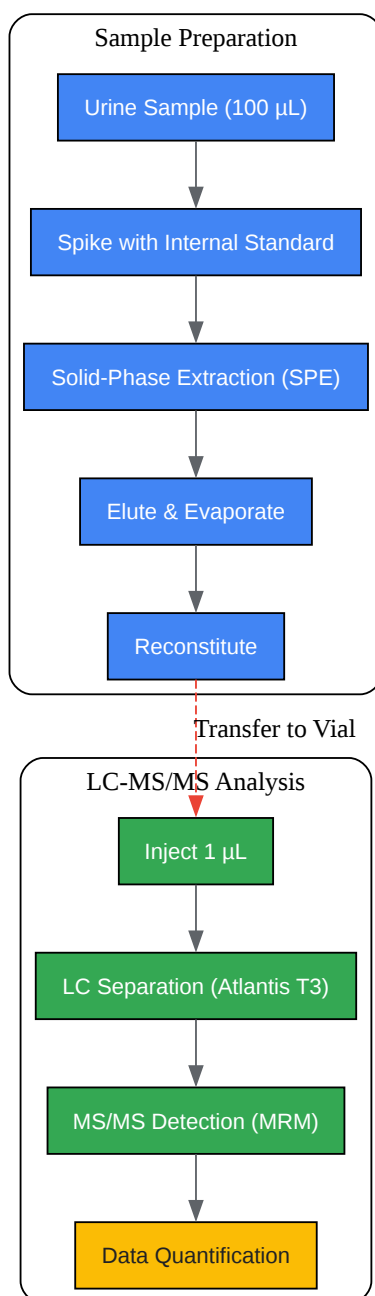 Sample Preparation
Urine Sample (100 µL)
Spike with Internal Standard
Solid-Phase Extraction (SPE)
Elute & Evaporate
Reconstitute
Transfer to Vial
LC-MS/MS Analysis
Inject 1 µL
LC Separation (Atlantis T3)
MS/MS Detection (MRM)
Data Quantification